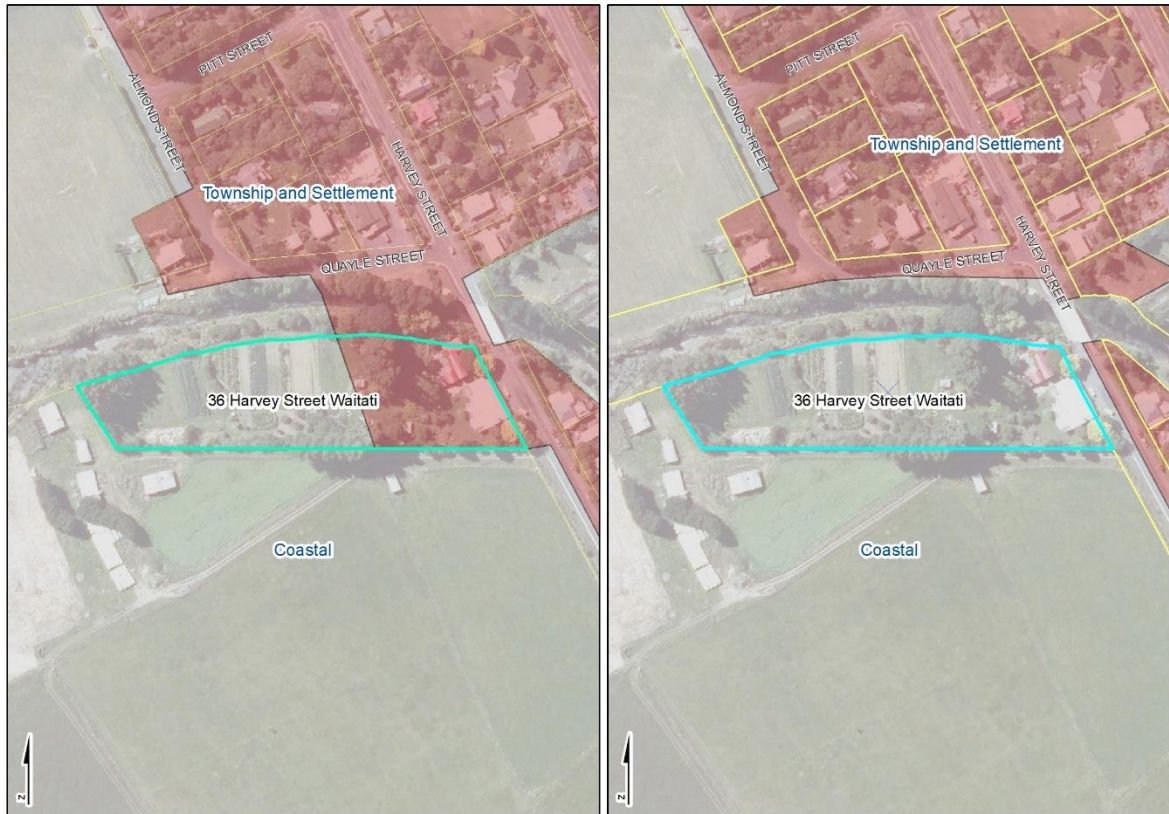 PITT STREET
ALMOND STREET
HARVEY STREET
Township and Settlement
QUAYLE STREET
36 Harvey Street Waitati
Coastal
N
PITT STREET
ALMOND STREET
Township and Settlement
HARVEY STREET
QUAYLE STREET
36 Harvey Street Waitati
Coastal
N